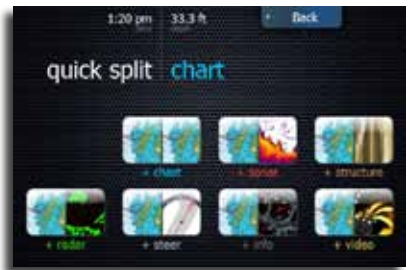 1:20 pm 33.3 ft Back
quick split chart
+ chart + sonar + structure
+ radar + steer + info + video